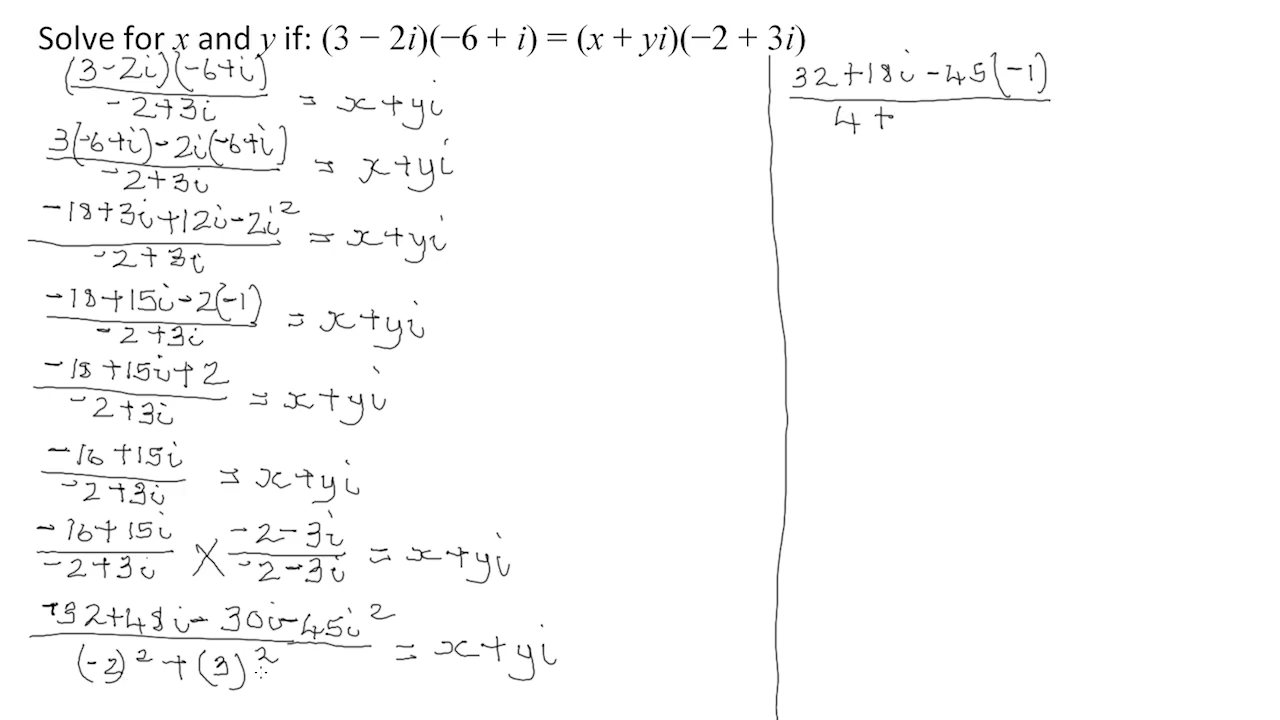 Solve for x and y if: (3 − 2i)(−6 + i) = (x + yi)(−2 + 3i)
(3-2i)(-6+i)
-2+3i = x+yi
3(-6+i)-2i(-6+i)
-2+3i = x+yi
-18+3i+12i-2i²
-2+3i = x+yi
-18+15i-2(-1)
-2+3i = x+yi
-18+15i+2
-2+3i = x+yi
-16+15i
-2+3i = x+yi
-16+15i × -2-3i
-2+3i -2-3i = x+yi
+32+48i-30i-45i²
(-2)²+(3)² = x+yi
32+18i-45(-1)
4+